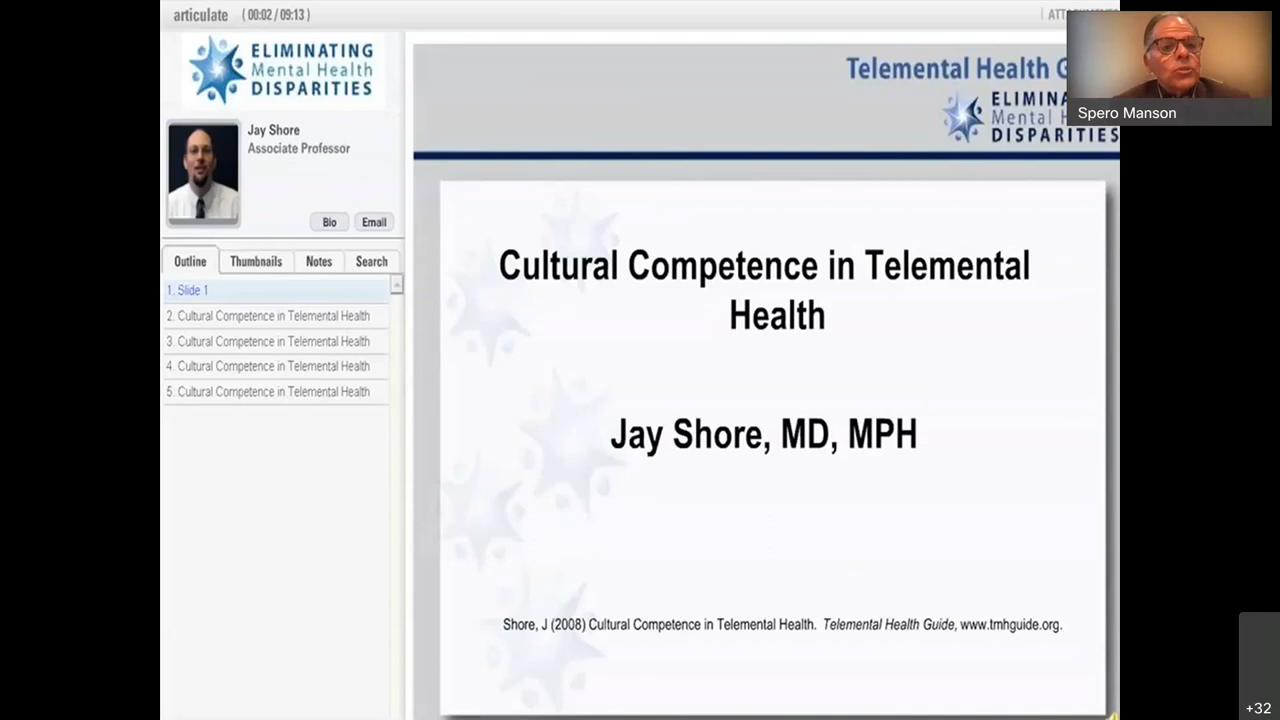 articulate ( 00:02 / 09:13 )
ELIMINATING
Mental Health
DISPARITIES
Jay Shore
Associate Professor
Bio Email
Outline Thumbnails Notes Search
1. Slide 1
2. Cultural Competence in Telemental Health
3. Cultural Competence in Telemental Health
4. Cultural Competence in Telemental Health
5. Cultural Competence in Telemental Health
Telemental Health
DISPARITIES
Cultural Competence in Telemental
Health
Jay Shore, MD, MPH
Shore, J (2008) Cultural Competence in Telemental Health. Telemental Health Guide, www.tmhguide.org.
Spero Manson
+32